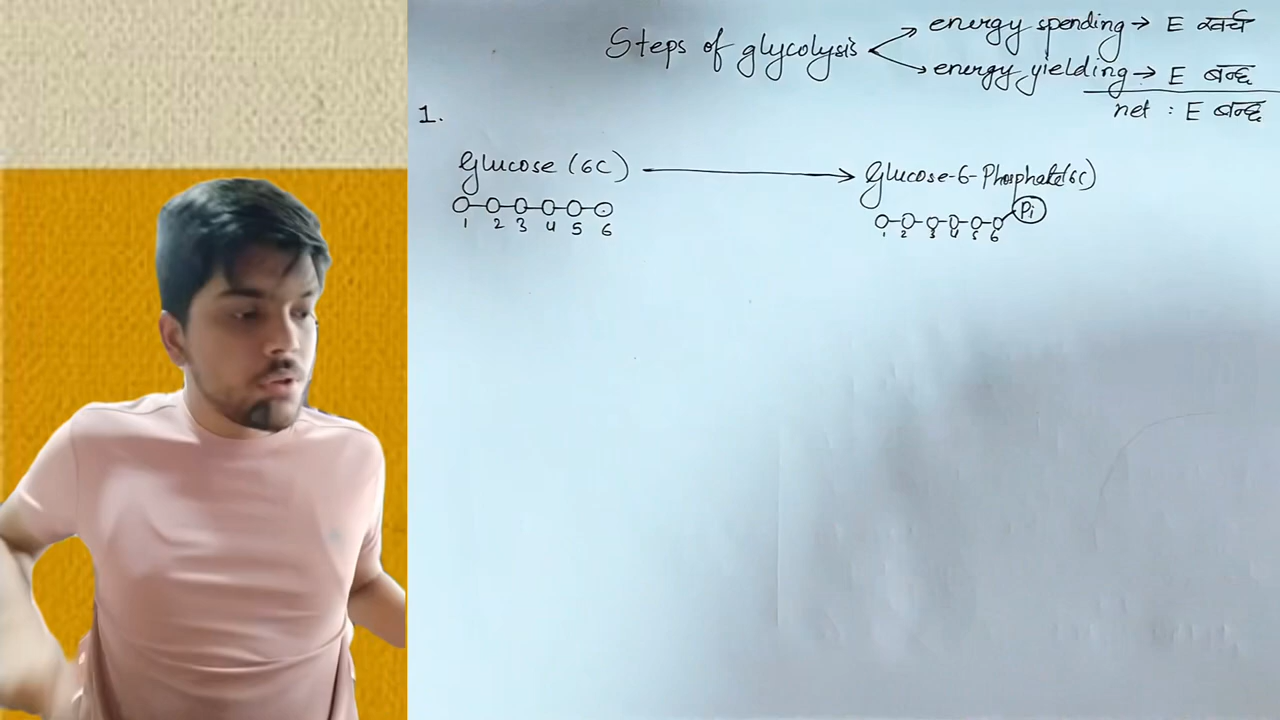 Steps of glycolysis
energy spending → E खर्च
energy yielding → E बन्छ
net : E बन्छ
1.
Glucose (6C) → Glucose-6-Phosphate(6C)
1 2 3 4 5 6
Pi
1 2 3 4 5 6